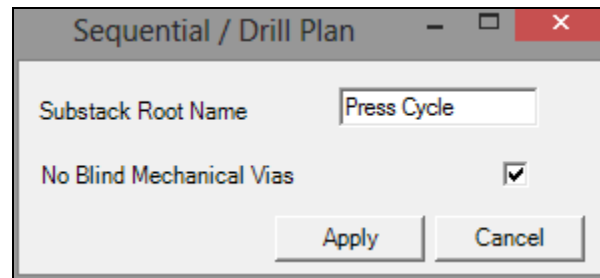 Sequential / Drill Plan
Substack Root Name Press Cycle
No Blind Mechanical Vias
Apply Cancel